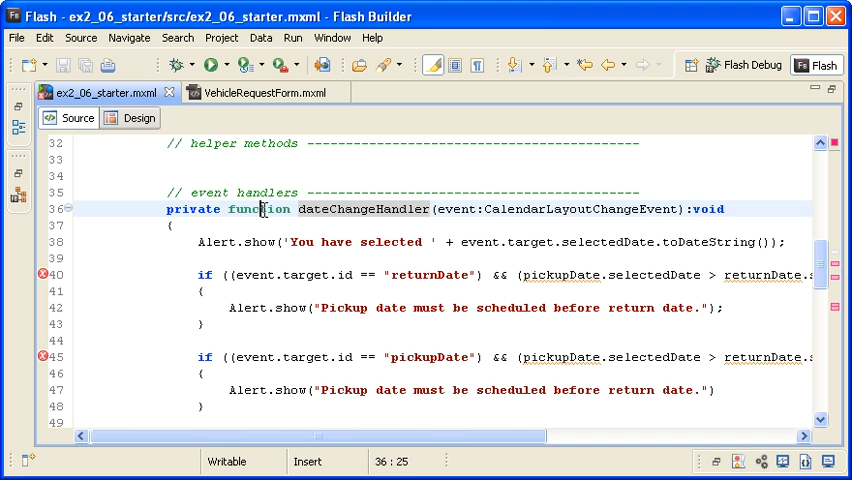 Flash - ex2_06_starter/src/ex2_06_starter.mxml - Flash Builder
File Edit Source Navigate Search Project Data Run Window Help
Flash Debug Flash
ex2_06_starter.mxml VehicleRequestForm.mxml
Source Design
32 // helper methods ------------------------------------------
33
34
35 // event handlers ------------------------------------------
36 private function dateChangeHandler(event:CalendarLayoutChangeEvent):void
37 {
38 Alert.show('You have selected ' + event.target.selectedDate.toDateString());
39
40 if ((event.target.id == "returnDate") && (pickupDate.selectedDate > returnDate.s
41 {
42 Alert.show("Pickup date must be scheduled before return date.");
43 }
44
45 if ((event.target.id == "pickupDate") && (pickupDate.selectedDate > returnDate.s
46 {
47 Alert.show("Pickup date must be scheduled before return date.")
48 }
49
Writable Insert 36 : 25